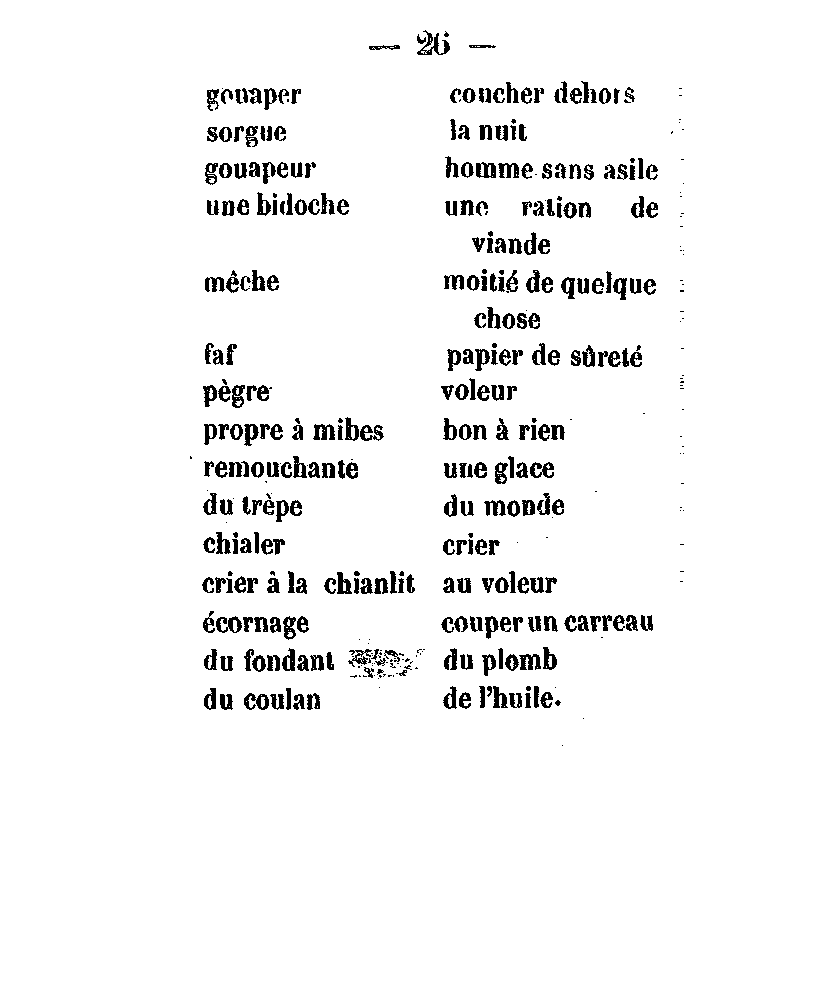 — 26 —
gouaper coucher dehors
sorgue la nuit
gouapeur homme sans asile
une bidoche une ration de
viande
mêche moitié de quelque
chose
faf papier de sûreté
pègre voleur
propre à mibes bon à rien
remouchante une glace
du trèpe du monde
chialer crier
crier à la chianlit au voleur
écornage couper un carreau
du fondant du plomb
du coulan de l'huile.